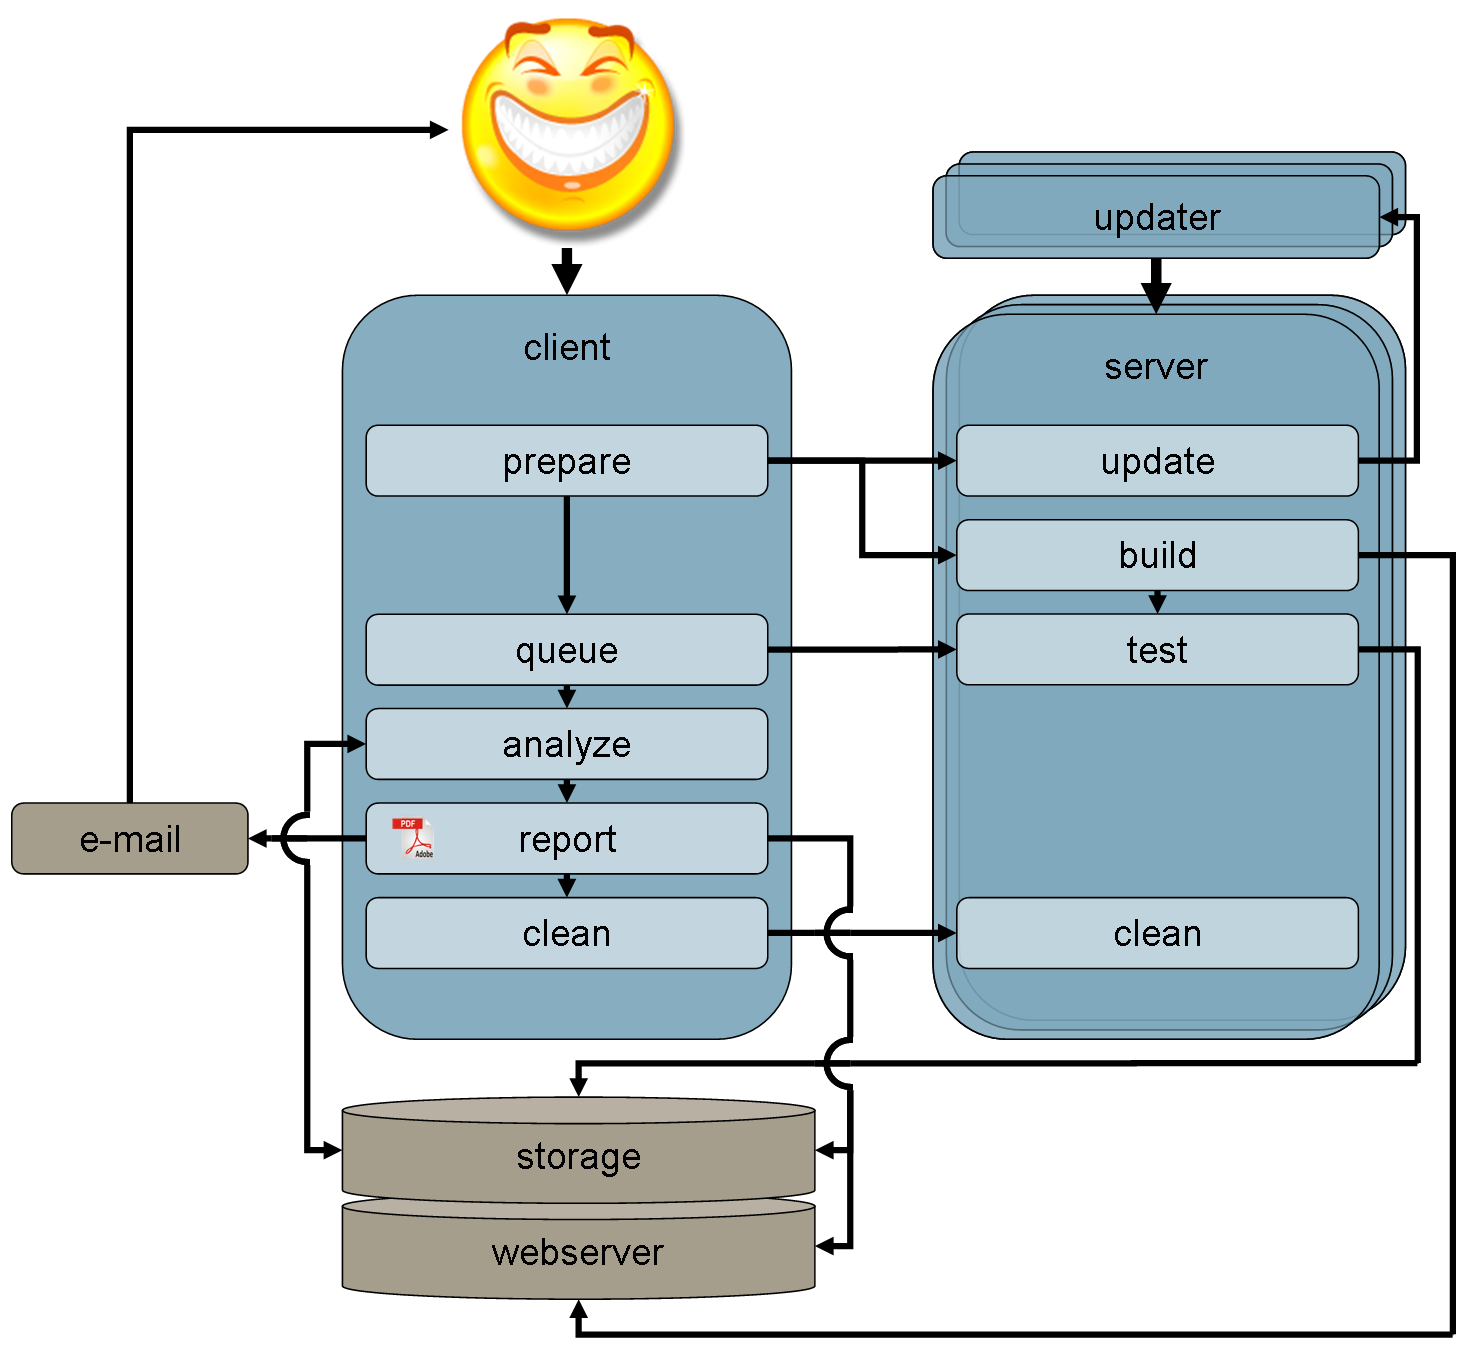 updater
client
server
prepare
update
build
queue
test
analyze
e-mail
PDF
Adobe
report
clean
clean
storage
webserver